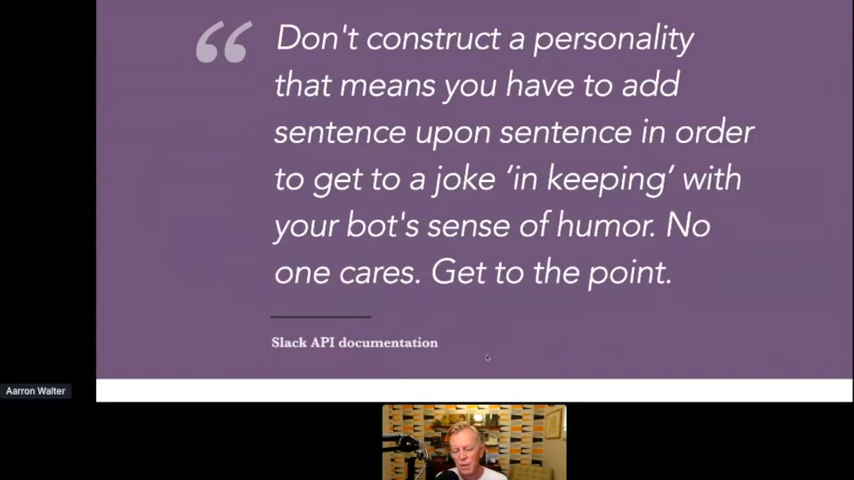 “ Don't construct a personality
that means you have to add
sentence upon sentence in order
to get to a joke ‘in keeping’ with
your bot's sense of humor. No
one cares. Get to the point.
Slack API documentation
Aarron Walter